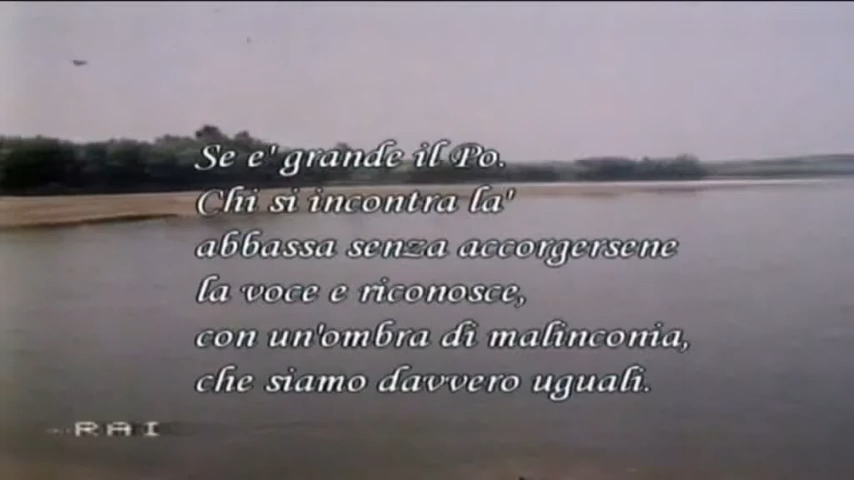 Se e' grande il Po.
Chi si incontra la'
abbassa senza accorgersene
la voce e riconosce,
con un'ombra di malinconia,
che siamo davvero uguali.
RAI